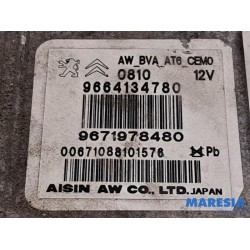 AW_BVA_AT6_CEM0
0810 12V
9664134780
9671978480
00671088101576 Pb
AISIN AW CO., LTD. JAPAN
MARESIA